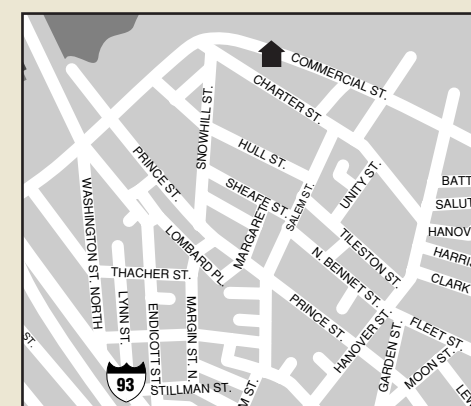 COMMERCIAL ST.
CHARTER ST.
SNOWHILL ST.
HULL ST.
PRINCE ST.
SHEAFE ST.
UNITY ST.
SALEM ST.
MARGARET
WASHINGTON ST. NORTH
LOMBARD PL.
TILESTON ST.
N. BENNET ST.
BATT
SALUT
HANOV
HARRI
CLARK
THACHER ST.
LYNN ST.
ENDICOTT ST.
MARGIN ST. N.
PRINCE ST.
HANOVER ST.
GARDEN ST.
FLEET ST.
MOON ST.
ST.
93
STILLMAN ST.
M ST.
LEW